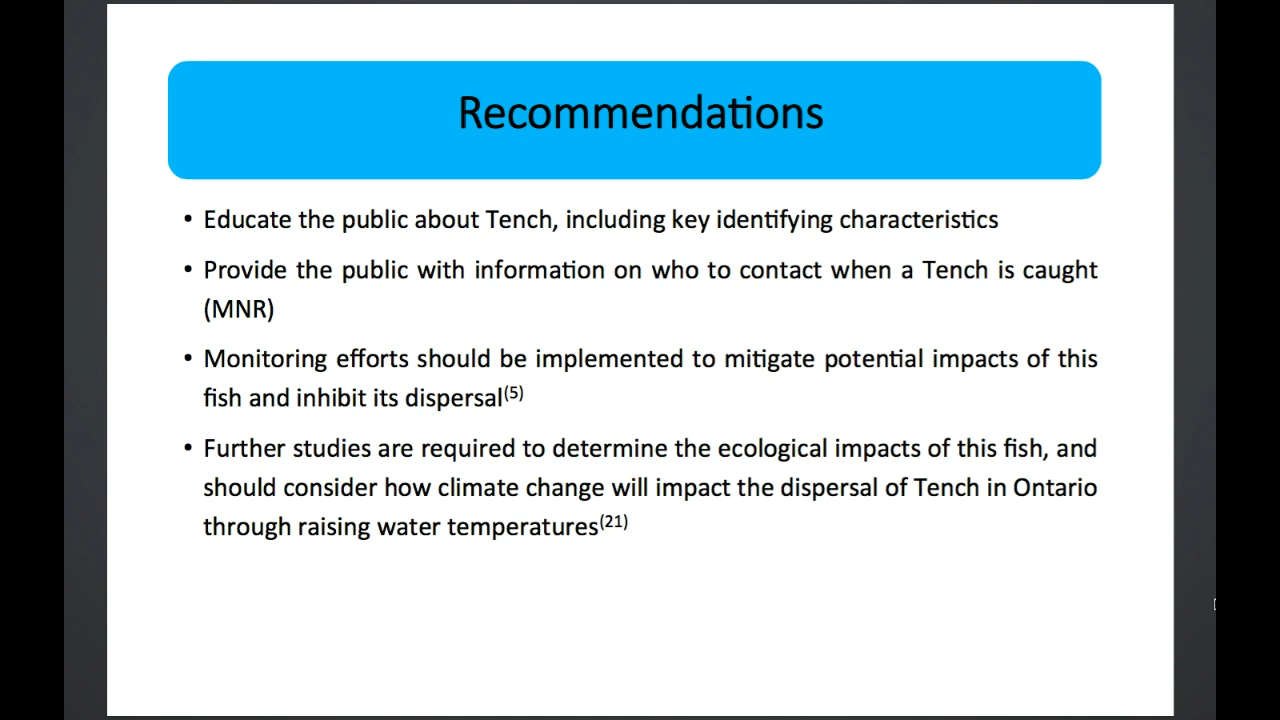 Recommendations
• Educate the public about Tench, including key identifying characteristics
• Provide the public with information on who to contact when a Tench is caught
(MNR)
• Monitoring efforts should be implemented to mitigate potential impacts of this
fish and inhibit its dispersal(5)
• Further studies are required to determine the ecological impacts of this fish, and
should consider how climate change will impact the dispersal of Tench in Ontario
through raising water temperatures(21)